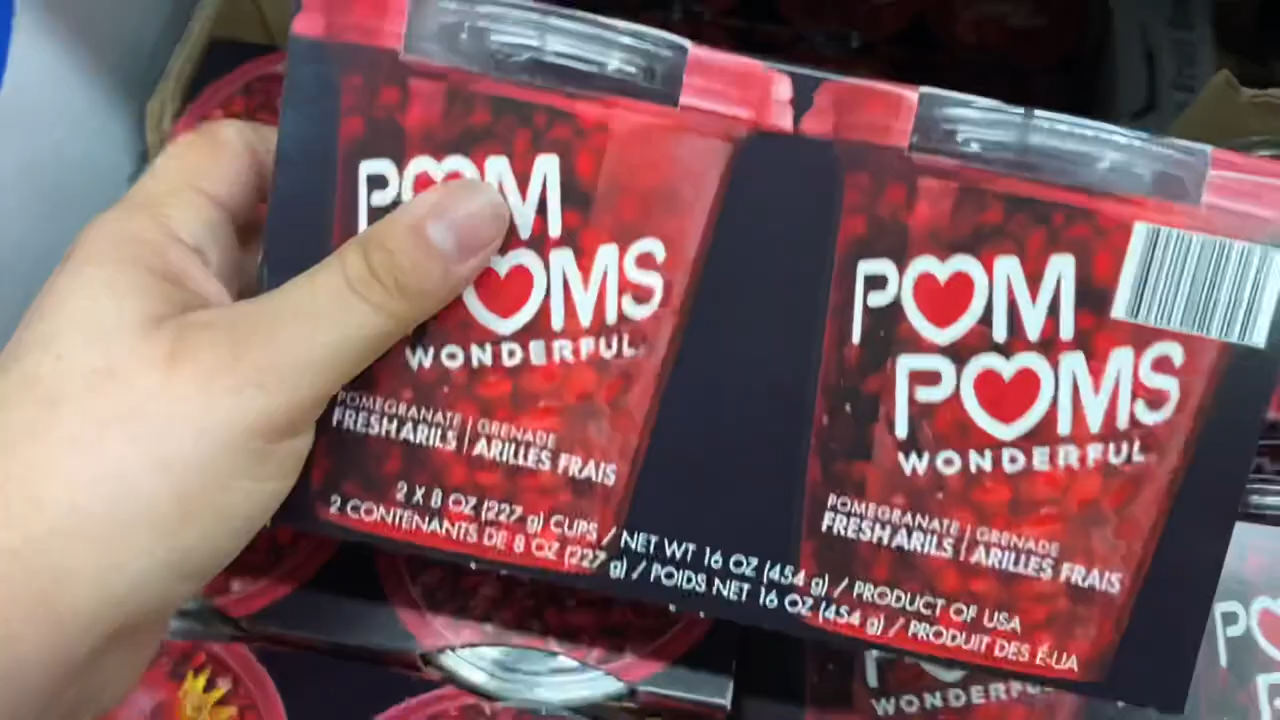 POM
POMS
WONDERFUL
POMEGRANATE | GRENADE
FRESH ARILS | ARILLES FRAIS
POM
POMS
WONDERFUL
POMEGRANATE | GRENADE
FRESH ARILS | ARILLES FRAIS
2 X 8 OZ (227 g) CUPS / NET WT 16 OZ (454 g) / PRODUCT OF USA
2 CONTENANTS DE 8 OZ (227 g) / POIDS NET 16 OZ (454 g) / PRODUIT DES É-UA
WONDERFUL